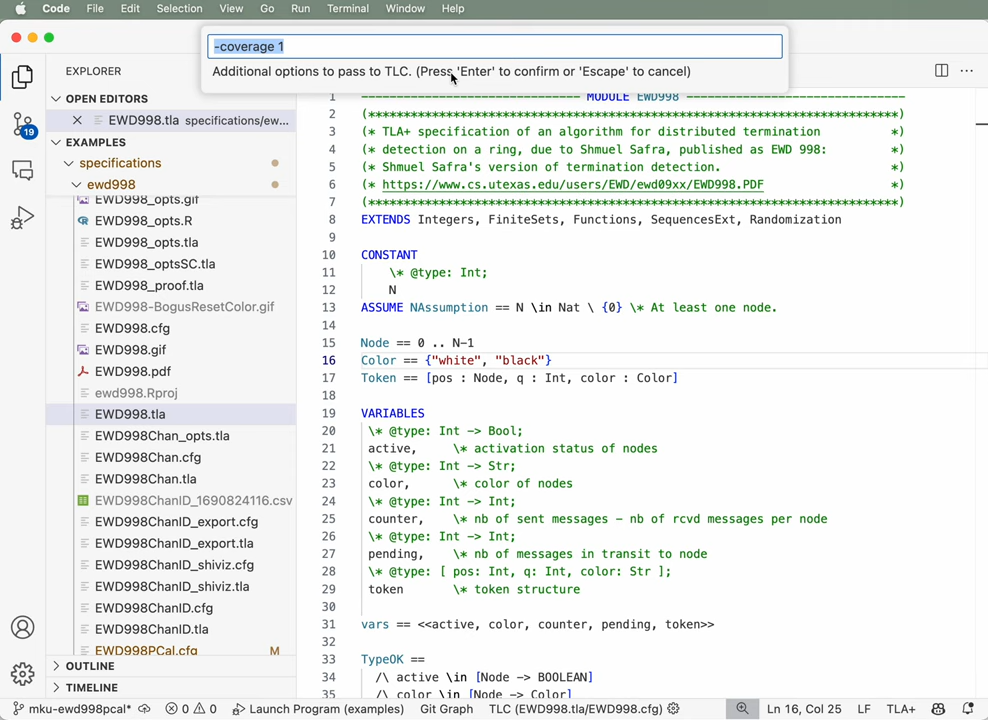 Code File Edit Selection View Go Run Terminal Window Help
-coverage 1
Additional options to pass to TLC. (Press 'Enter' to confirm or 'Escape' to cancel)
EXPLORER
OPEN EDITORS
EWD998.tla specifications/ew...
EXAMPLES
specifications
ewd998
EWD998_opts.gif
EWD998_opts.R
EWD998_opts.tla
EWD998_optsSC.tla
EWD998_proof.tla
EWD998-BogusResetColor.gif
EWD998.cfg
EWD998.gif
EWD998.pdf
ewd998.Rproj
EWD998.tla
EWD998Chan_opts.tla
EWD998Chan.cfg
EWD998Chan.tla
EWD998ChanID_1690824116.csv
EWD998ChanID_export.cfg
EWD998ChanID_export.tla
EWD998ChanID_shiviz.cfg
EWD998ChanID_shiviz.tla
EWD998ChanID.cfg
EWD998ChanID.tla
EWD998PCal.cfg M
OUTLINE
TIMELINE
19
1 ------------------------------- MODULE EWD998 -------------------------------
2 (***************************************************************************)
3 (* TLA+ specification of an algorithm for distributed termination *)
4 (* detection on a ring, due to Shmuel Safra, published as EWD 998: *)
5 (* Shmuel Safra's version of termination detection. *)
6 (* https://www.cs.utexas.edu/users/EWD/ewd09xx/EWD998.PDF *)
7 (***************************************************************************)
8 EXTENDS Integers, FiniteSets, Functions, SequencesExt, Randomization
9
10 CONSTANT
11 \* @type: Int;
12 N
13 ASSUME NAssumption == N \in Nat \ {0} \* At least one node.
14
15 Node == 0 .. N-1
16 Color == {"white", "black"}
17 Token == [pos : Node, q : Int, color : Color]
18
19 VARIABLES
20 \* @type: Int -> Bool;
21 active, \* activation status of nodes
22 \* @type: Int -> Str;
23 color, \* color of nodes
24 \* @type: Int -> Int;
25 counter, \* nb of sent messages - nb of rcvd messages per node
26 \* @type: Int -> Int;
27 pending, \* nb of messages in transit to node
28 \* @type: [ pos: Int, q: Int, color: Str ];
29 token \* token structure
30
31 vars == <<active, color, counter, pending, token>>
32
33 TypeOK ==
34 /\ active \in [Node -> BOOLEAN]
35 /\ color \in [Node -> Color]
mku-ewd998pcal* 0 0 Launch Program (examples) Git Graph TLC (EWD998.tla/EWD998.cfg) Ln 16, Col 25 LF TLA+